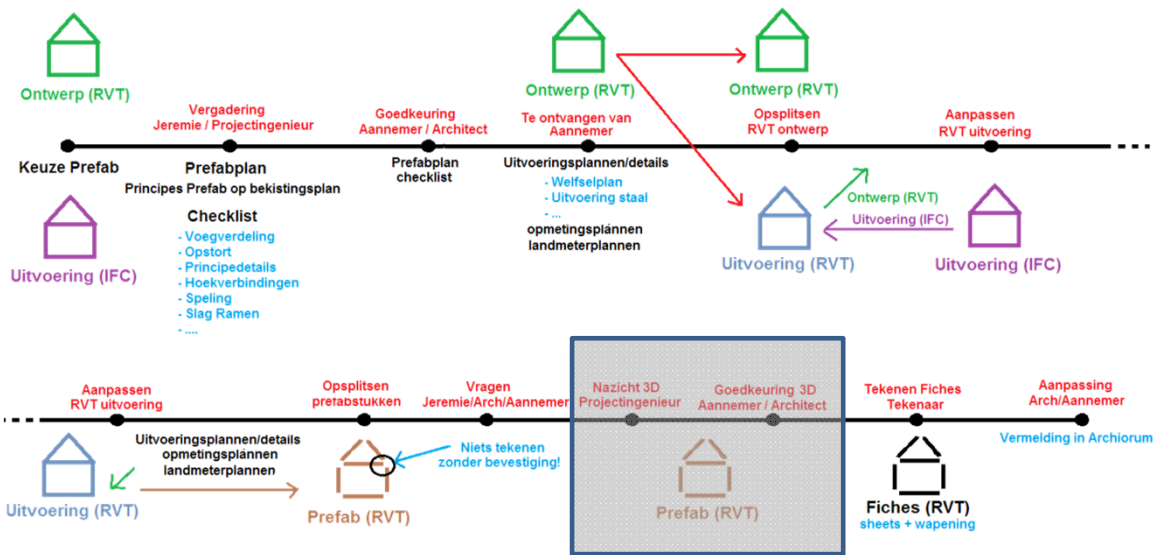 Ontwerp (RVT)
Vergadering
Jeremie / Projectingenieur
Goedkeuring
Aannemer / Architect
Ontwerp (RVT)
Te ontvangen van
Aannemer
Ontwerp (RVT)
Opsplitsen
RVT ontwerp
Aanpassen
RVT uitvoering
Keuze Prefab
Prefabplan
Principes Prefab op bekistingsplan
Prefabplan
checklist
Uitvoeringsplannen/details
- Welfselplan
- Uitvoering staal
- ...
opmetingsplannen
landmeterplannen
Checklist
- Voegverdeling
- Opstort
- Principedetails
- Hoekverbindingen
- Speling
- Slag Ramen
- ....
Uitvoering (IFC)
Ontwerp (RVT)
Uitvoering (IFC)
Uitvoering (RVT)
Uitvoering (IFC)
Aanpassen
RVT uitvoering
Opsplitsen
prefabstukken
Vragen
Jeremie/Arch/Aannemer
Nazicht 3D
Projectingenieur
Goedkeuring 3D
Aannemer / Architect
Tekenen Fiches
Tekenaar
Aanpassing
Arch/Aannemer
Uitvoeringsplannen/details
opmetingsplannen
landmeterplannen
Niets tekenen
zonder bevestiging!
Vermelding in Archiorum
Uitvoering (RVT)
Prefab (RVT)
Prefab (RVT)
Fiches (RVT)
sheets + wapening